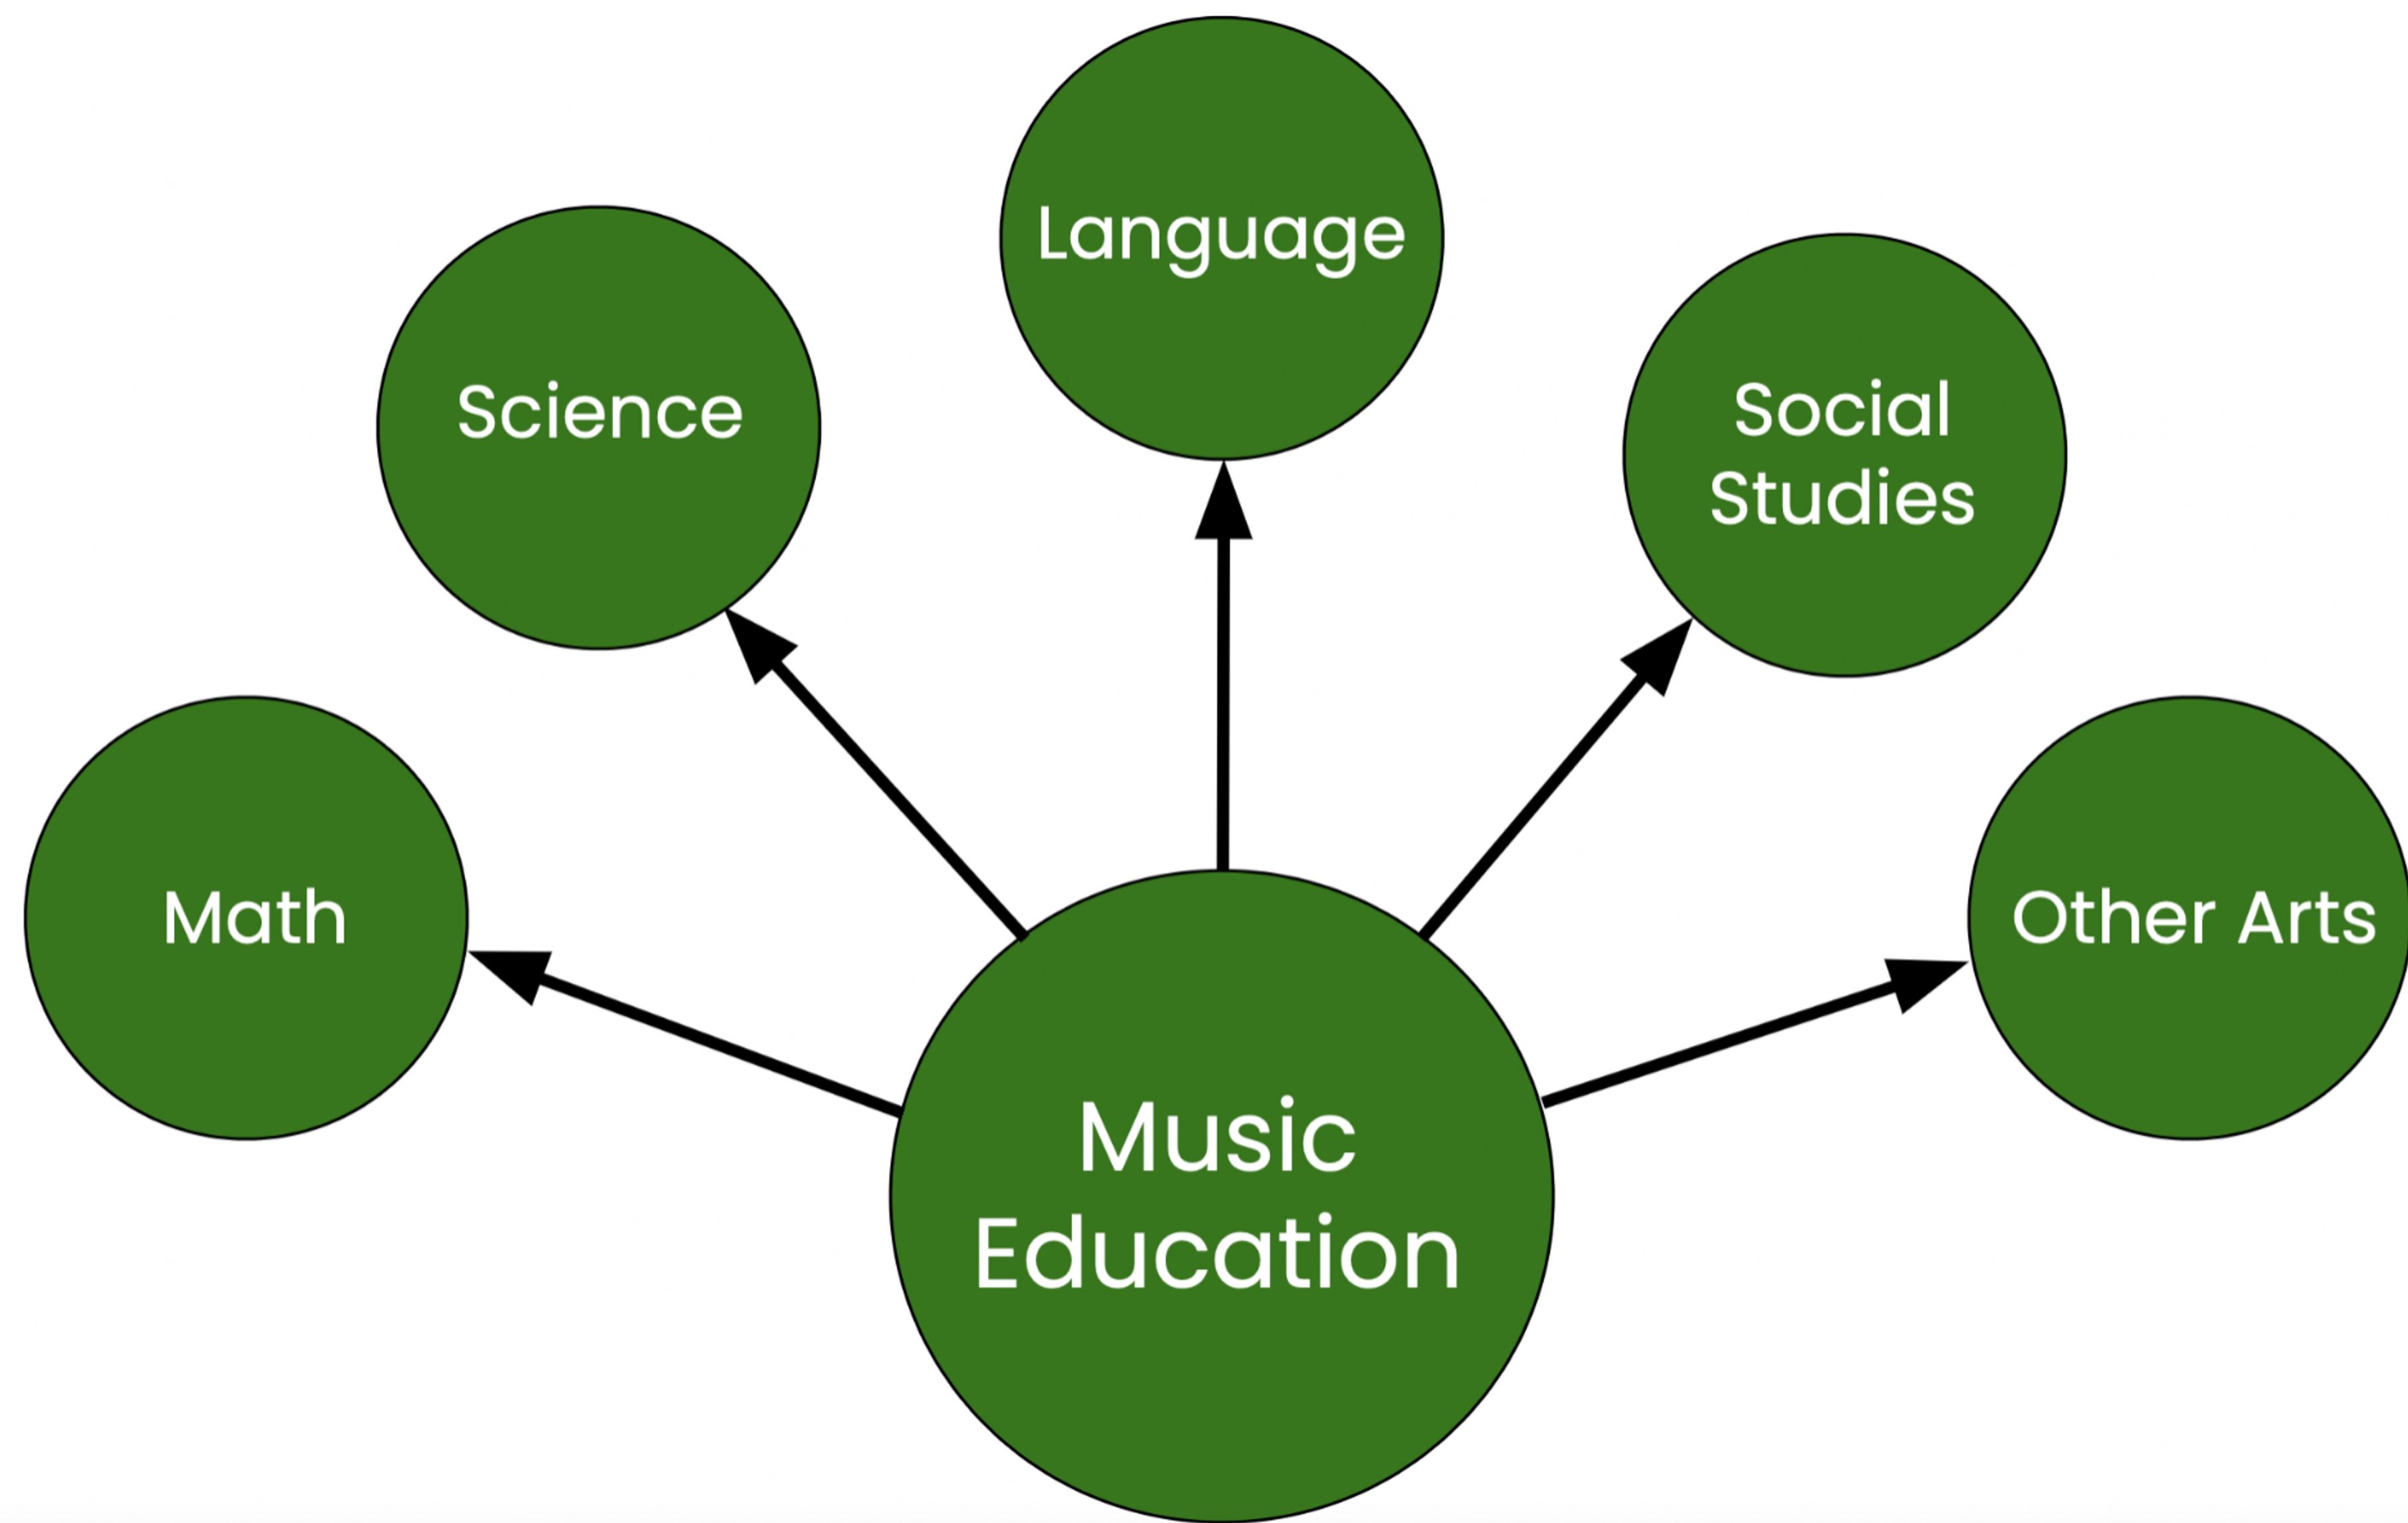 Language
Science
Social
Studies
Math
Other Arts
Music
Education